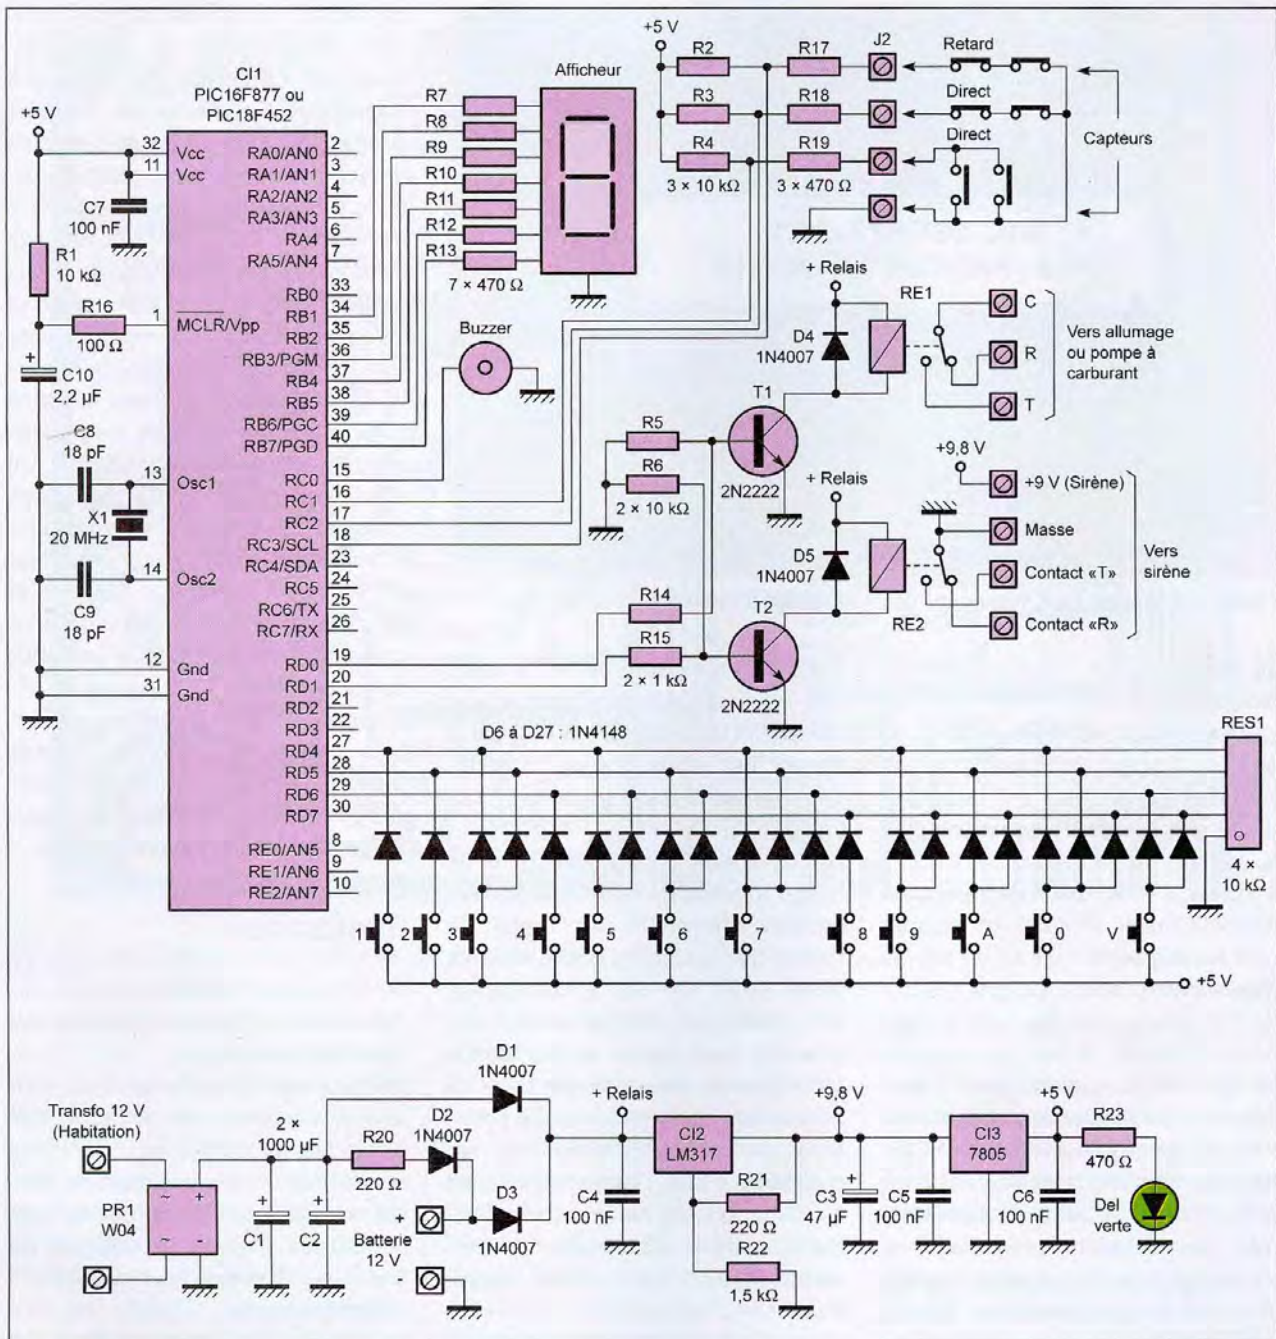 CI1
PIC16F877 ou
PIC18F452
+5 V
32
11
Vcc
Vcc
C7
100 nF
R1
10 kΩ
R16
100 Ω
1
MCLR/Vpp
+
C10
2,2 µF
C8
18 pF
13
Osc1
X1
20 MHz
14
Osc2
C9
18 pF
12
Gnd
31
Gnd
RA0/AN0
2
RA1/AN1
3
RA2/AN2
4
RA3/AN3
5
RA4
6
RA5/AN4
7
RB0
33
RB1
34
RB2
35
RB3/PGM
36
RB4
37
RB5
38
RB6/PGC
39
RB7/PGD
40
RC0
15
RC1
16
RC2
17
RC3/SCL
18
RC4/SDA
23
RC5
24
RC6/TX
25
RC7/RX
26
RD0
19
RD1
20
RD2
21
RD3
22
RD4
27
RD5
28
RD6
29
RD7
30
RE0/AN5
8
RE1/AN6
9
RE2/AN7
10
R7
R8
R9
R10
R11
R12
R13
7 × 470 Ω
Afficheur
Buzzer
+5 V
R2
R3
R4
3 × 10 kΩ
R17
R18
R19
3 × 470 Ω
J2
Retard
Direct
Direct
Capteurs
+ Relais
RE1
D4
1N4007
C
R
T
Vers allumage
ou pompe à
carburant
T1
2N2222
R5
R6
2 × 10 kΩ
+ Relais
D5
1N4007
RE2
+9,8 V
+9 V (Sirène)
Masse
Contact «T»
Contact «R»
Vers
sirène
R14
R15
2 × 1 kΩ
T2
2N2222
D6 à D27 : 1N4148
RES1
4 ×
10 kΩ
1
2
3
4
5
6
7
8
9
A
0
V
+5 V
Transfo 12 V
(Habitation)
PR1
W04
~
+
~
-
2 ×
1000 µF
+
C1
+
C2
R20
220 Ω
D1
1N4007
D2
1N4007
D3
1N4007
+
Batterie
12 V
-
+ Relais
C4
100 nF
CI2
LM317
R21
220 Ω
R22
1,5 kΩ
+9,8 V
+
C3
47 µF
C5
100 nF
CI3
7805
+5 V
C6
100 nF
R23
470 Ω
Del
verte